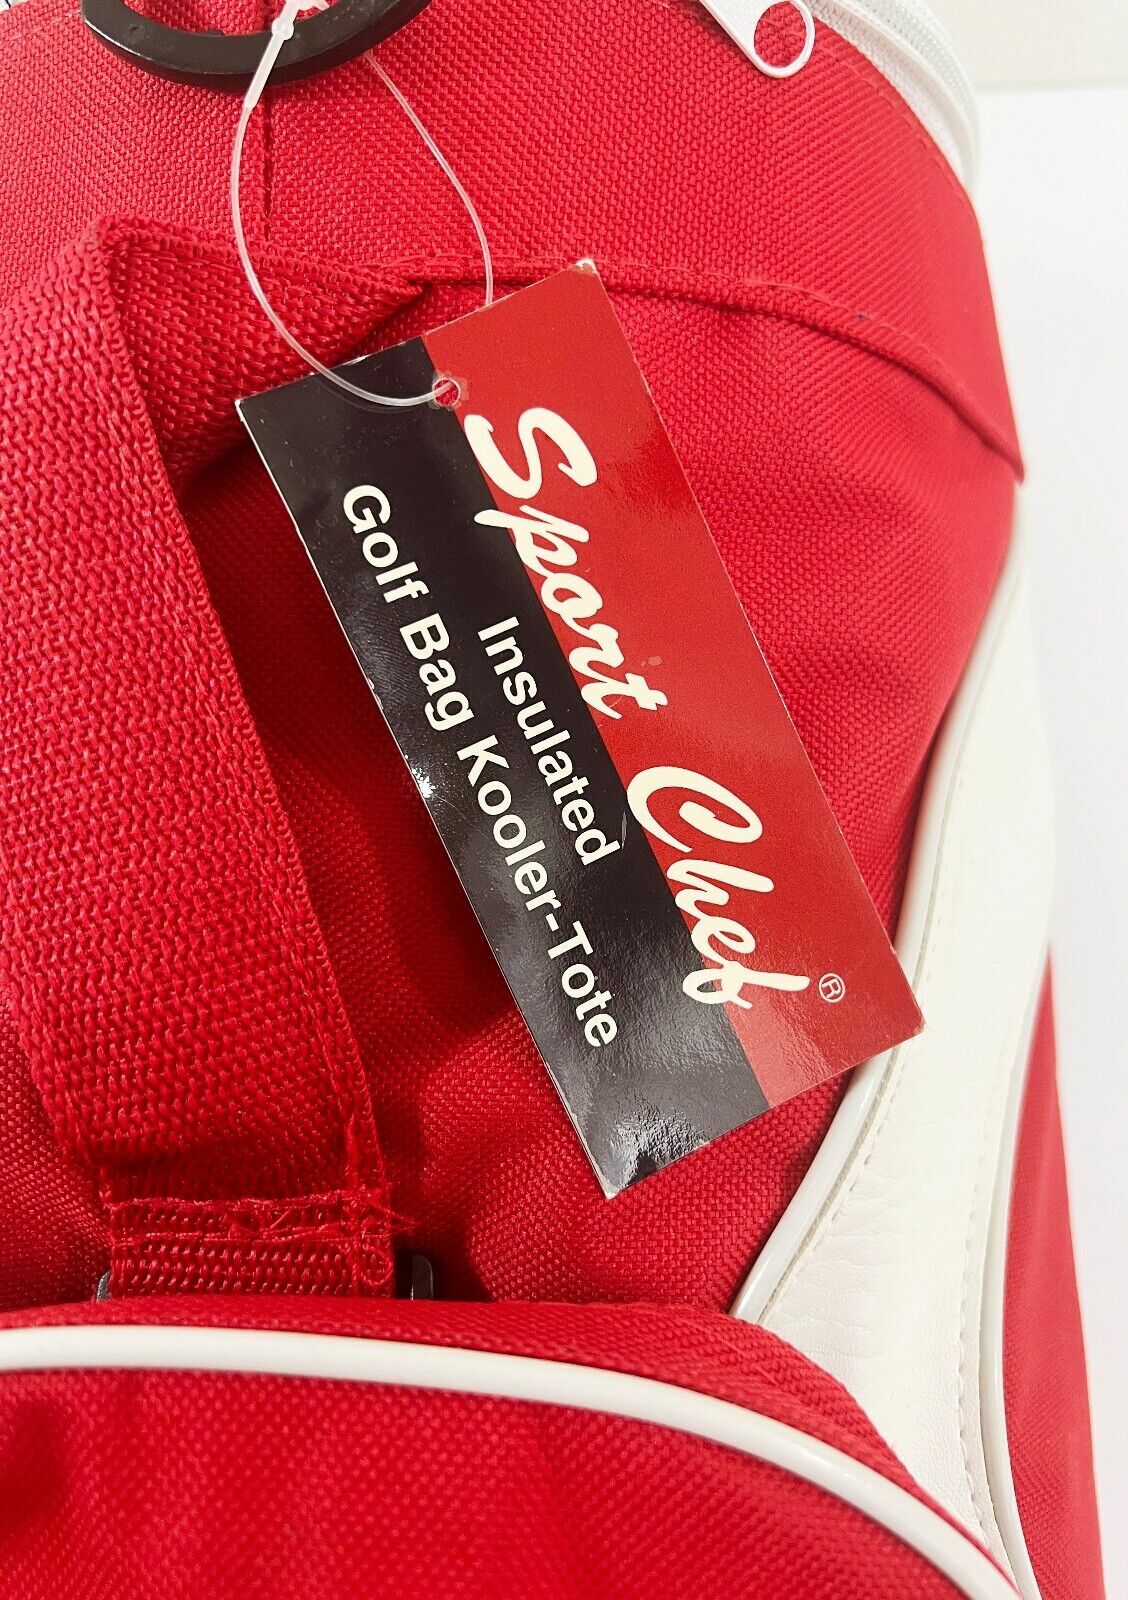 Sport Chef®
Insulated
Golf Bag Kooler-Tote